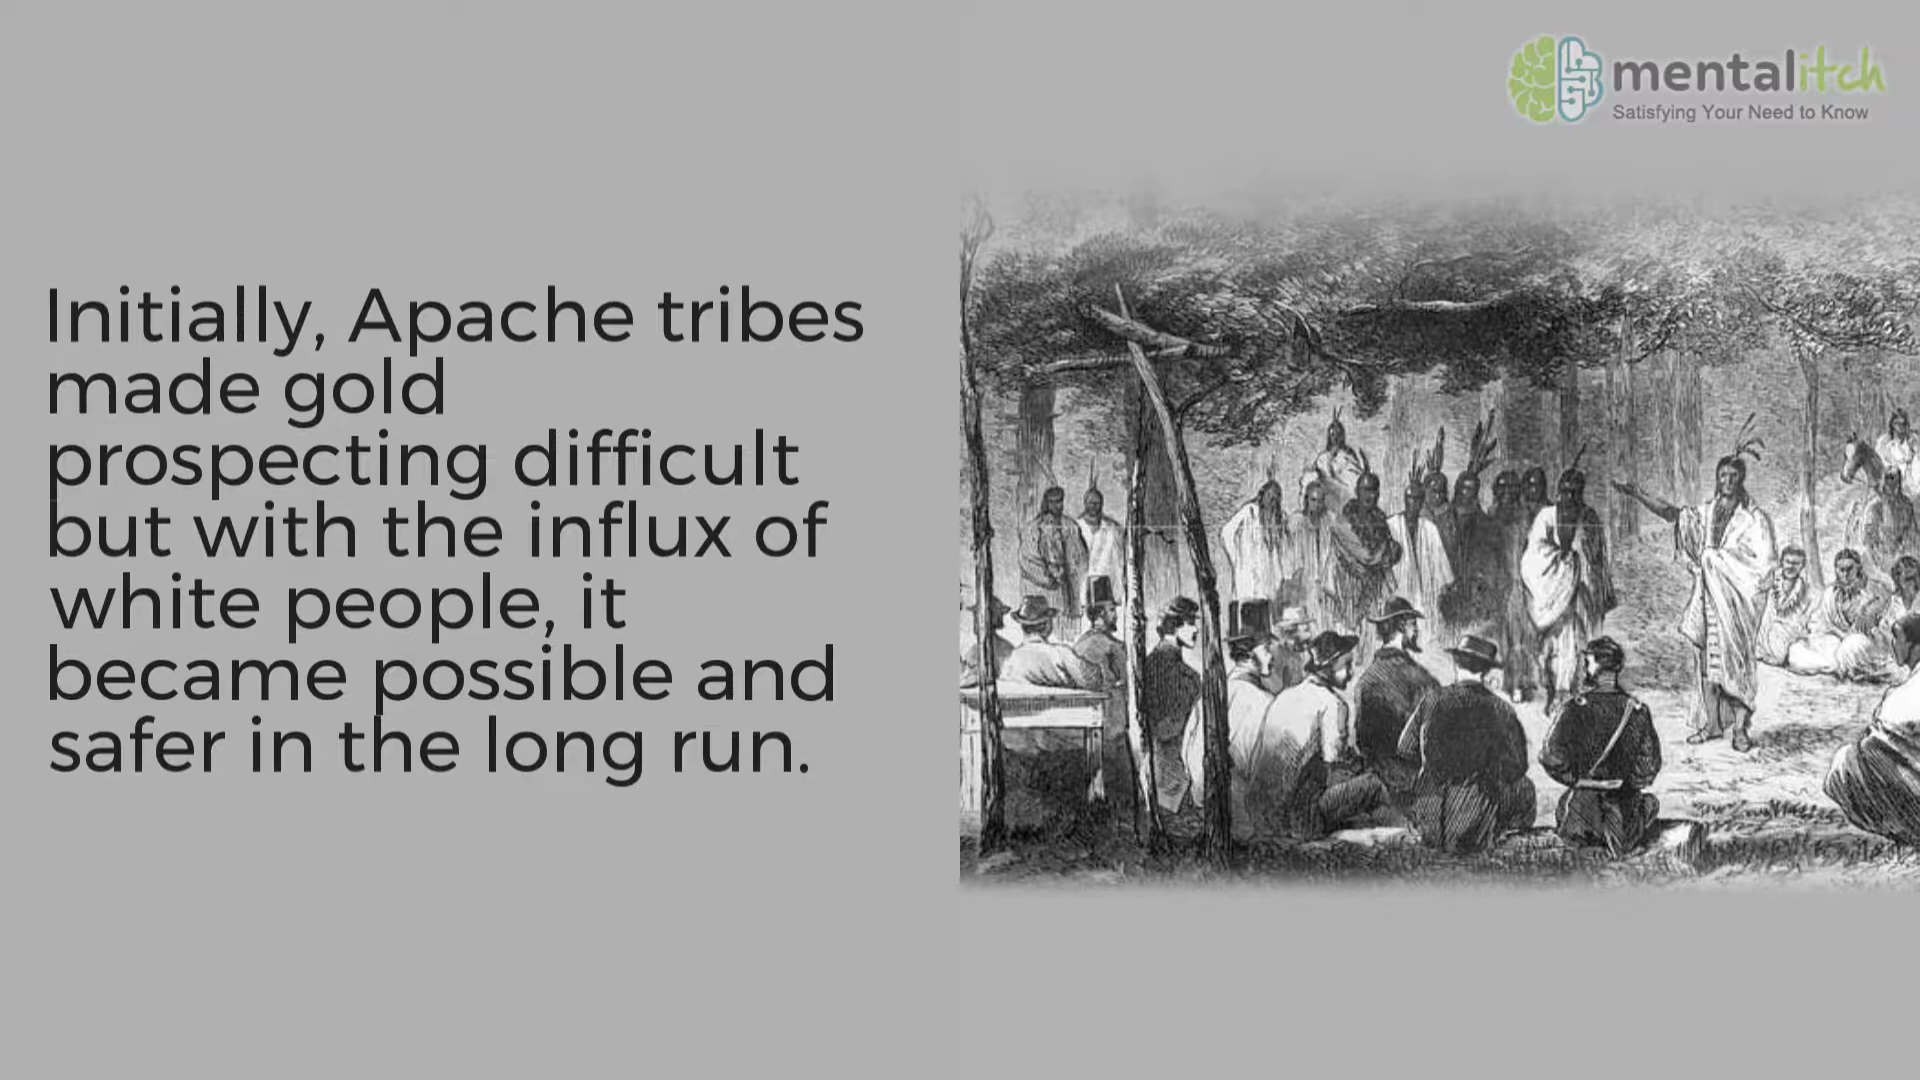 mentalitch
Satisfying Your Need to Know
Initially, Apache tribes
made gold
prospecting difficult
but with the influx of
white people, it
became possible and
safer in the long run.